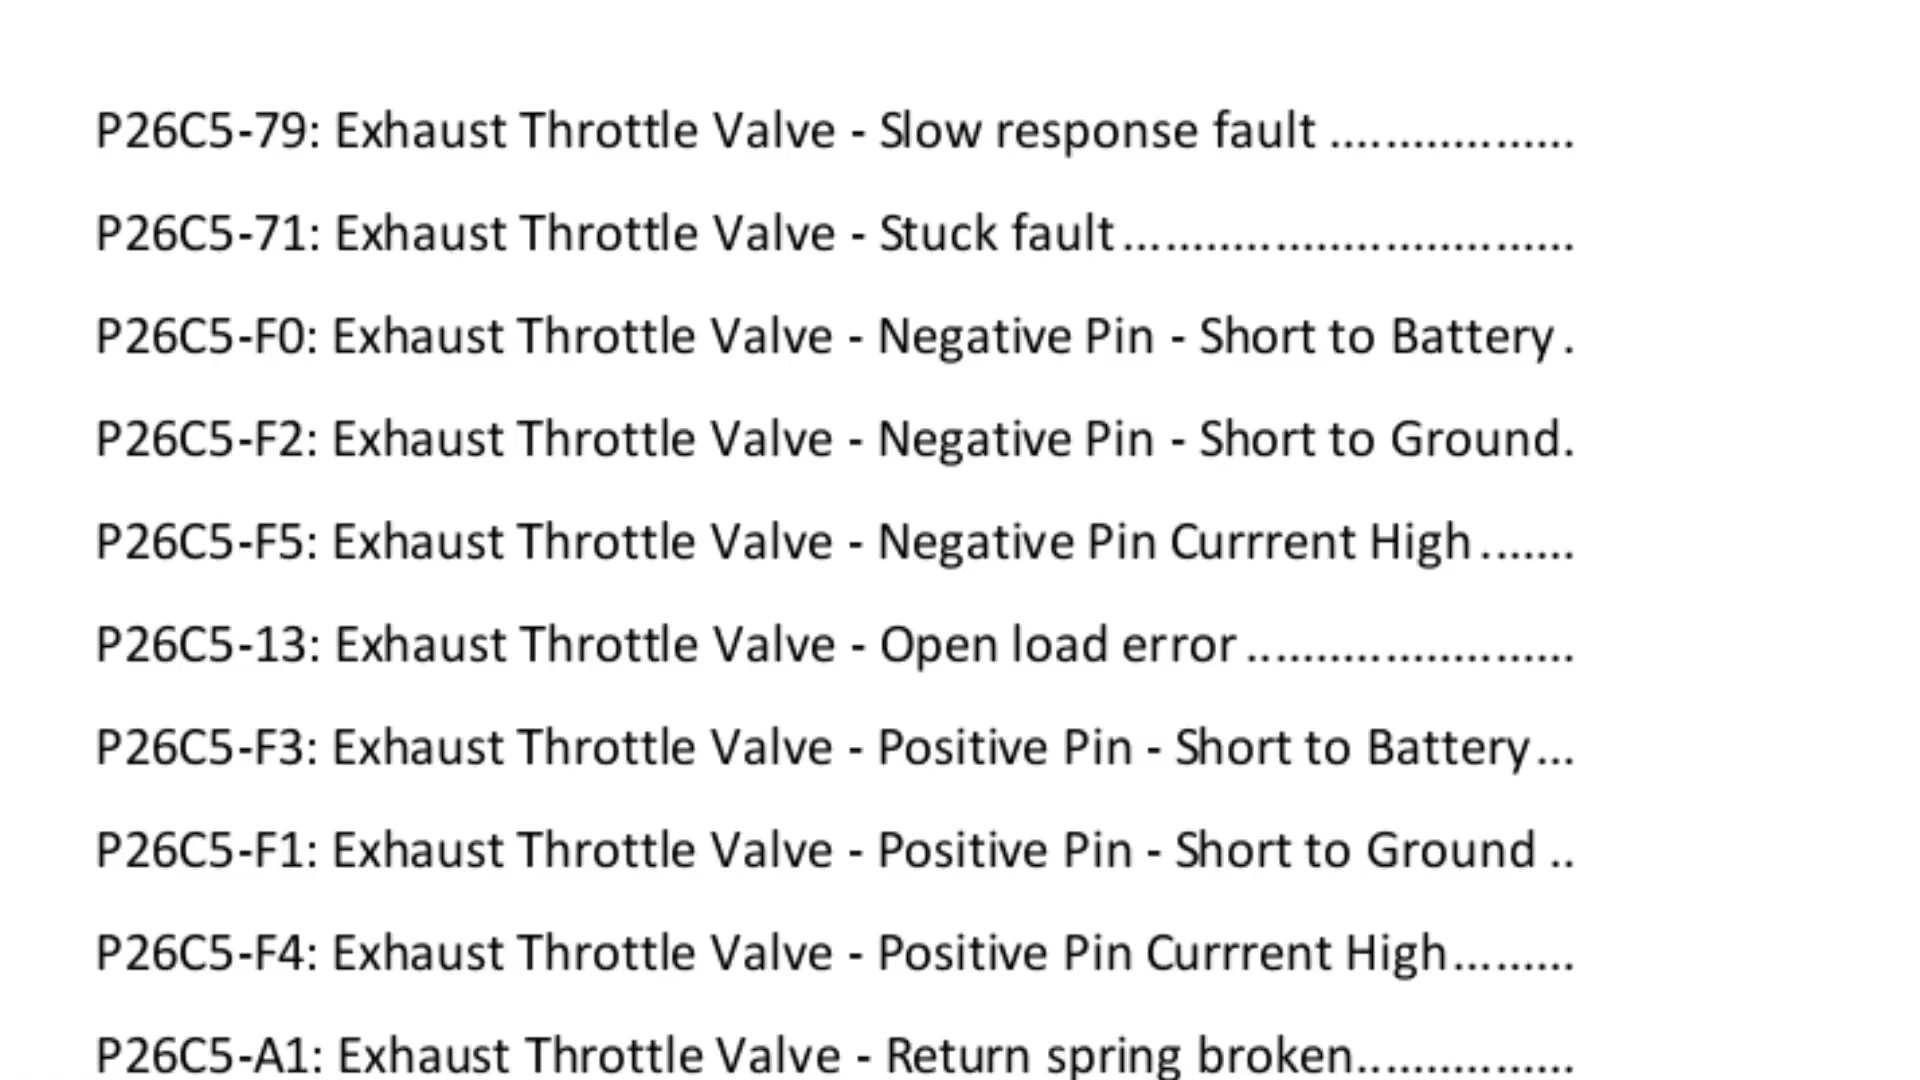 P26C5-79: Exhaust Throttle Valve - Slow response fault ..................
P26C5-71: Exhaust Throttle Valve - Stuck fault.................................
P26C5-F0: Exhaust Throttle Valve - Negative Pin - Short to Battery.
P26C5-F2: Exhaust Throttle Valve - Negative Pin - Short to Ground.
P26C5-F5: Exhaust Throttle Valve - Negative Pin Currrent High.......
P26C5-13: Exhaust Throttle Valve - Open load error........................
P26C5-F3: Exhaust Throttle Valve - Positive Pin - Short to Battery...
P26C5-F1: Exhaust Throttle Valve - Positive Pin - Short to Ground ..
P26C5-F4: Exhaust Throttle Valve - Positive Pin Currrent High.........
P26C5-A1: Exhaust Throttle Valve - Return spring broken................